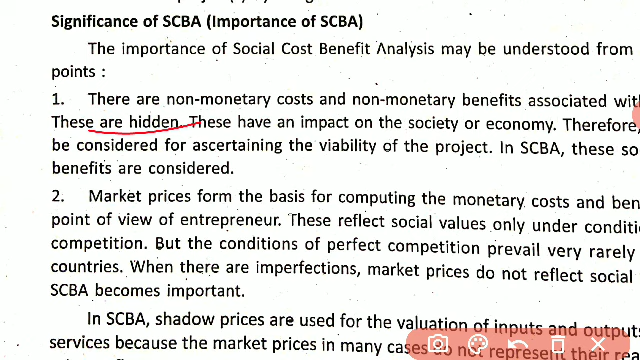 Significance of SCBA (Importance of SCBA)
The importance of Social Cost Benefit Analysis may be understood from
points :
1. There are non-monetary costs and non-monetary benefits associated wit
These are hidden. These have an impact on the society or economy. Therefore,
be considered for ascertaining the viability of the project. In SCBA, these so
benefits are considered.
2. Market prices form the basis for computing the monetary costs and ben
point of view of entrepreneur. These reflect social values only under conditi
competition. But the conditions of perfect competition prevail very rarely
countries. When there are imperfections, market prices do not reflect social
SCBA becomes important.
In SCBA, shadow prices are used for the valuation of inputs and outputs
services because the market prices in many cases do not represent their rea